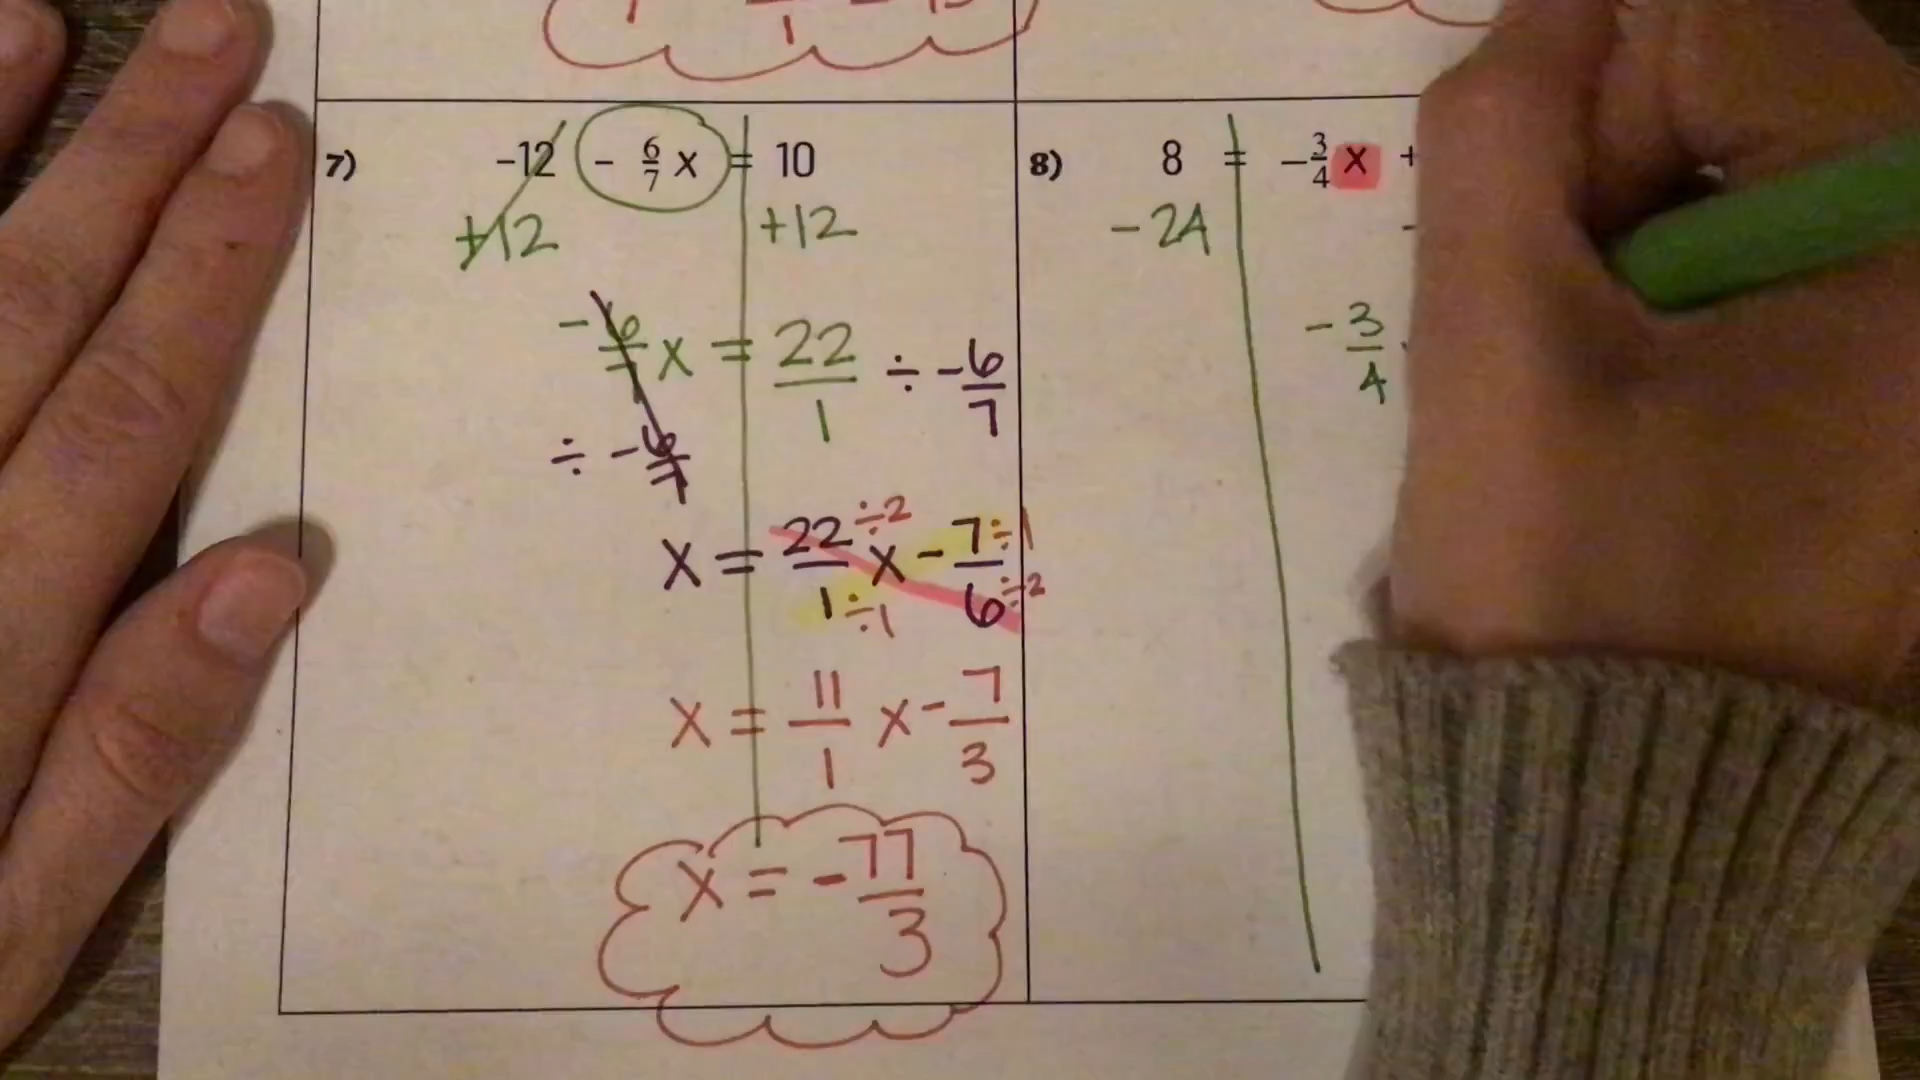 1
7) -12 - 6/7 x = 10
+12 +12
-6/7 x = 22/1 ÷ -6/7
÷ -6/7
x = 22÷2/1÷1 x -7÷1/6÷2
x = 11/1 x -7/3
x = -77/3
8) 8 = -3/4 x +
-24 -
-3/4